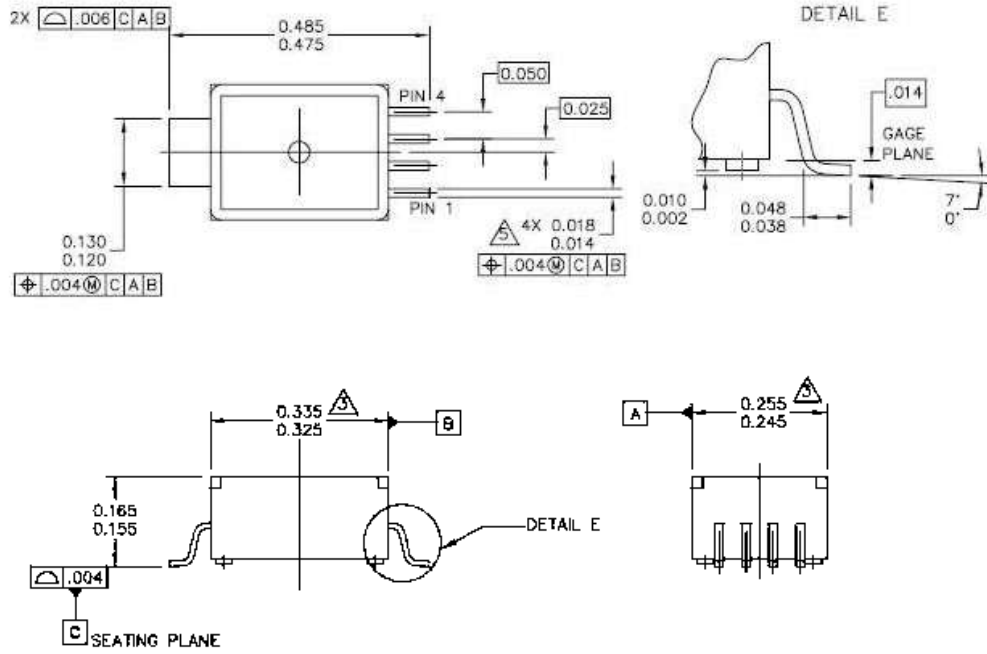 2X ⌓ .006 C A B
0.485
0.475
DETAIL E
PIN 4
0.050
0.025
.014
GAGE
PLANE
PIN 1
0.130
0.120
⌖ .004Ⓜ C A B
5 4X 0.018
0.014
⌖ .004Ⓜ C A B
0.010
0.002
0.048
0.038
7°
0°
0.335 3
0.325
B
A
0.255 3
0.245
0.165
0.155
DETAIL E
⌓ .004
C SEATING PLANE